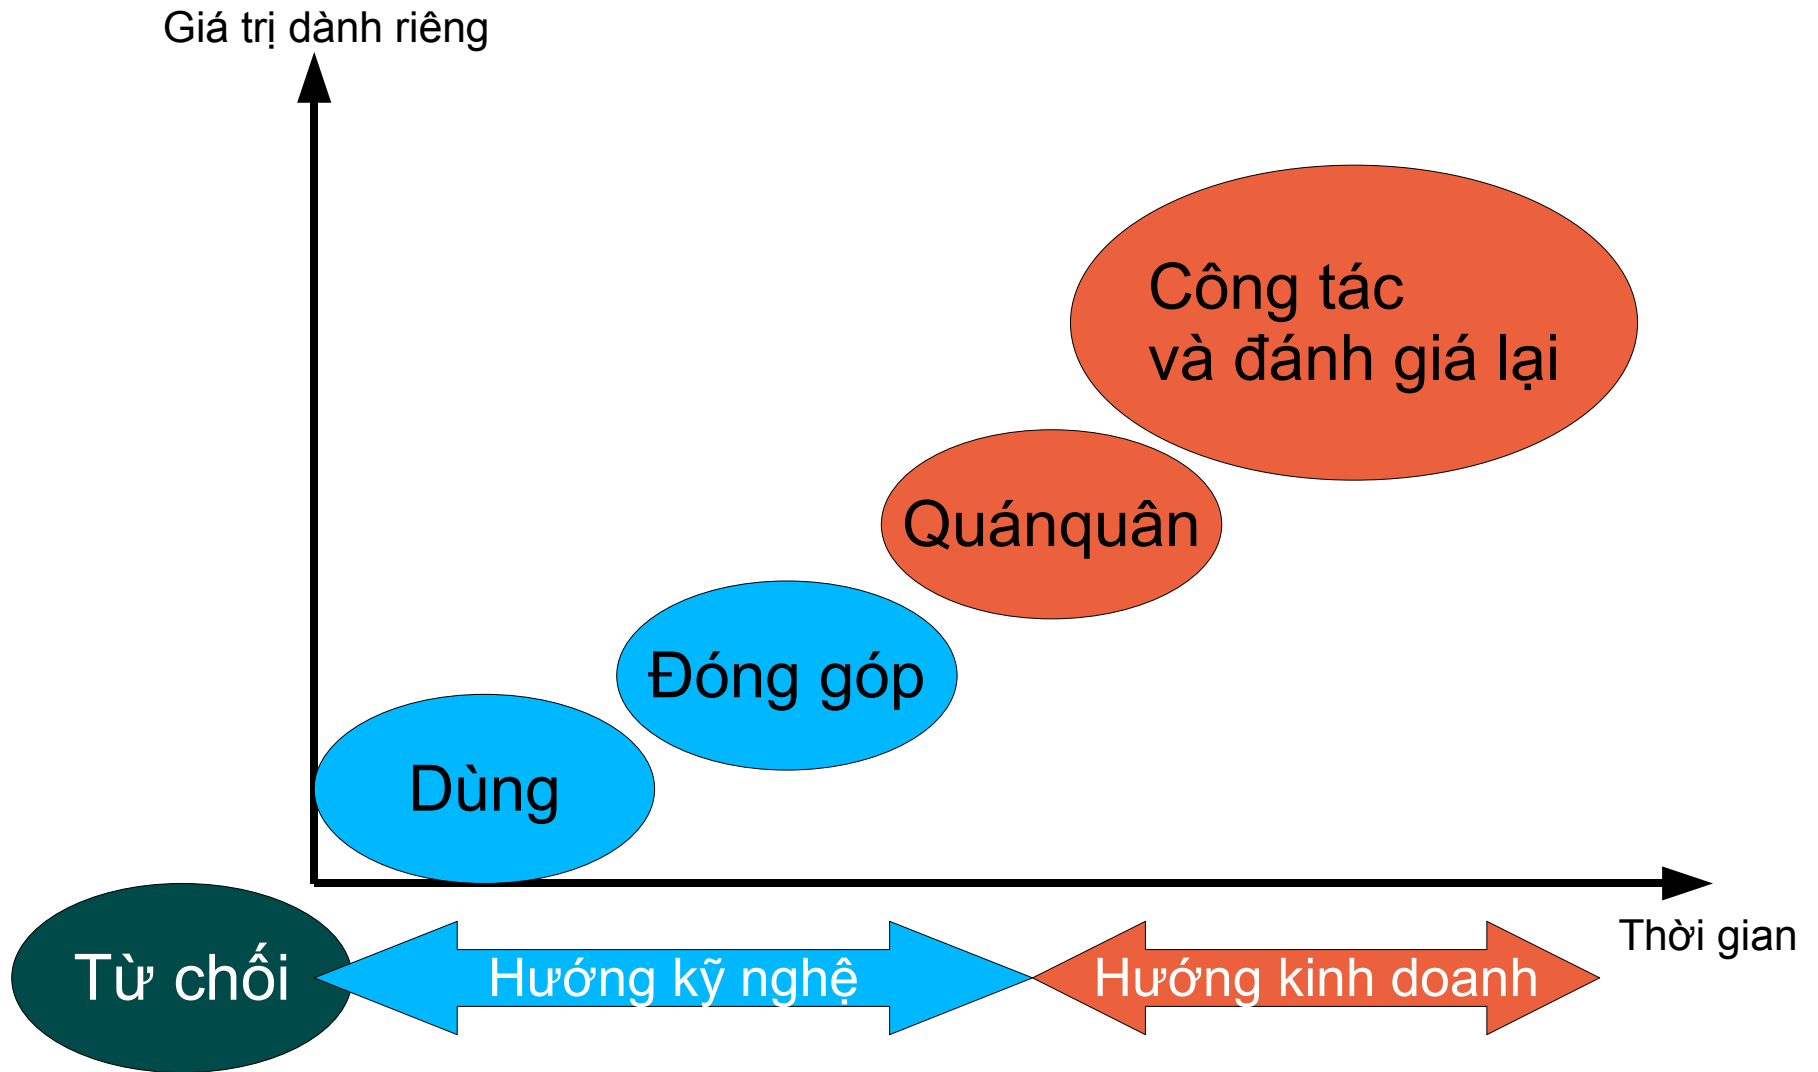 Giá trị dành riêng
Công tác
và đánh giá lại
Quánquân
Đóng góp
Dùng
Thời gian
Từ chối
Hướng kỹ nghệ
Hướng kinh doanh